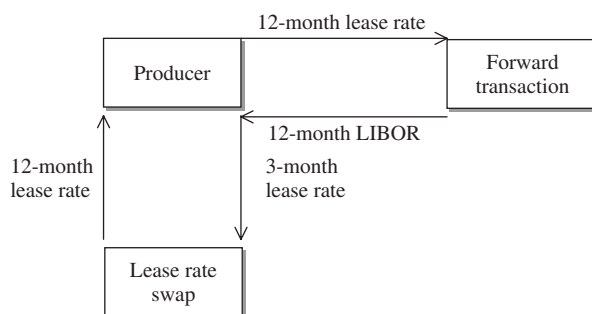 12-month lease rate
Producer
Forward
transaction
12-month LIBOR
12-month
lease rate
3-month
lease rate
Lease rate
swap